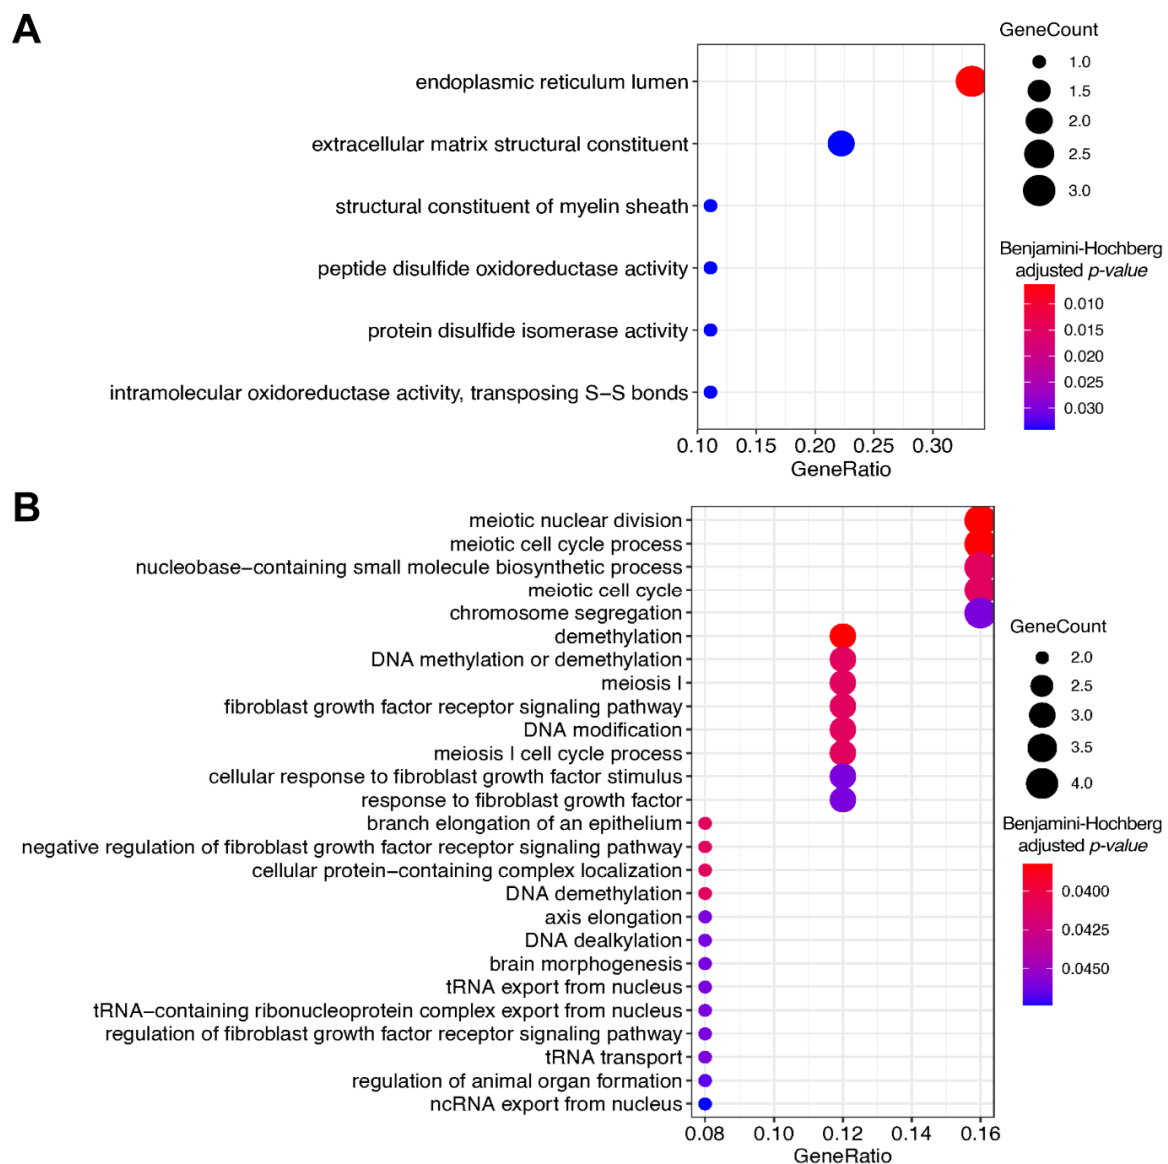 A
endoplasmic reticulum lumen
extracellular matrix structural constituent
structural constituent of myelin sheath
peptide disulfide oxidoreductase activity
protein disulfide isomerase activity
intramolecular oxidoreductase activity, transposing S−S bonds
0.10 0.15 0.20 0.25 0.30
GeneRatio
GeneCount
1.0
1.5
2.0
2.5
3.0
Benjamini-Hochberg
adjusted p-value
0.010
0.015
0.020
0.025
0.030
B
meiotic nuclear division
meiotic cell cycle process
nucleobase−containing small molecule biosynthetic process
meiotic cell cycle
chromosome segregation
demethylation
DNA methylation or demethylation
meiosis I
fibroblast growth factor receptor signaling pathway
DNA modification
meiosis I cell cycle process
cellular response to fibroblast growth factor stimulus
response to fibroblast growth factor
branch elongation of an epithelium
negative regulation of fibroblast growth factor receptor signaling pathway
cellular protein−containing complex localization
DNA demethylation
axis elongation
DNA dealkylation
brain morphogenesis
tRNA export from nucleus
tRNA−containing ribonucleoprotein complex export from nucleus
regulation of fibroblast growth factor receptor signaling pathway
tRNA transport
regulation of animal organ formation
ncRNA export from nucleus
0.08 0.10 0.12 0.14 0.16
GeneRatio
GeneCount
2.0
2.5
3.0
3.5
4.0
Benjamini-Hochberg
adjusted p-value
0.0400
0.0425
0.0450